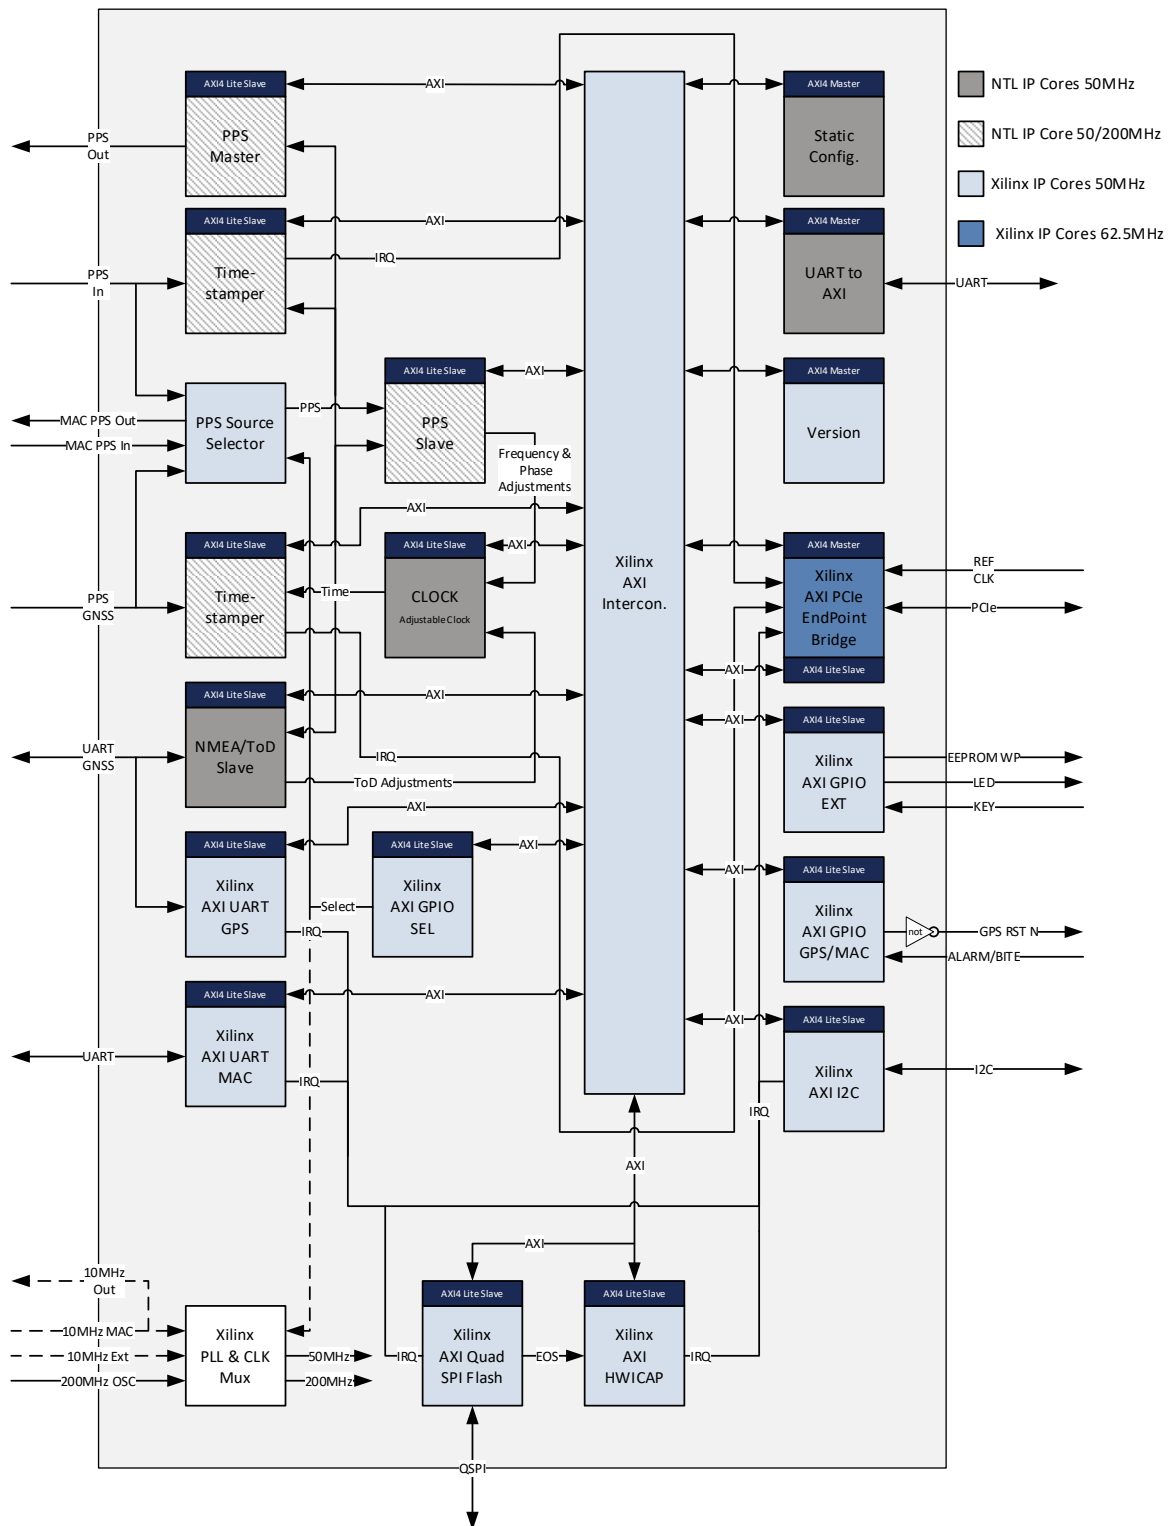 AXI4 Lite Slave
AXI
AXI4 Master
NTL IP Cores 50MHz
PPS
Out
PPS
Master
Static
Config.
NTL IP Core 50/200MHz
Xilinx IP Cores 50MHz
AXI4 Lite Slave
AXI
AXI4 Master
Xilinx IP Cores 62.5MHz
IRQ
PPS
In
Time-
stamper
UART to
AXI
UART
AXI4 Lite Slave
AXI
AXI4 Master
PPS
MAC PPS Out
MAC PPS In
PPS Source
Selector
PPS
Slave
Version
Frequency &
Phase
Adjustments
AXI
AXI4 Lite Slave
AXI4 Lite Slave
AXI
AXI4 Master
Xilinx
AXI
Intercon.
Xilinx
AXI PCIe
EndPoint
Bridge
REF
CLK
PPS
GNSS
Time-
stamper
Time
CLOCK
Adjustable Clock
PCIe
AXI
AXI4 Lite Slave
AXI4 Lite Slave
AXI
AXI
AXI4 Lite Slave
UART
GNSS
NMEA/ToD
Slave
IRQ
ToD Adjustments
Xilinx
AXI GPIO
EXT
EEPROM WP
LED
KEY
AXI
AXI4 Lite Slave
AXI4 Lite Slave
AXI
AXI
AXI4 Lite Slave
Xilinx
AXI UART
GPS
Select
Xilinx
AXI GPIO
SEL
Xilinx
AXI GPIO
GPS/MAC
not
GPS RST N
ALARM/BITE
IRQ
AXI4 Lite Slave
AXI
AXI
AXI4 Lite Slave
UART
Xilinx
AXI UART
MAC
IRQ
Xilinx
AXI I2C
I2C
IRQ
AXI
AXI
10MHz
Out
AXI4 Lite Slave
AXI4 Lite Slave
10MHz MAC
10MHz Ext
200MHz OSC
Xilinx
PLL & CLK
Mux
50MHz
200MHz
IRQ
Xilinx
AXI Quad
SPI Flash
EOS
Xilinx
AXI
HWICAP
IRQ
QSPI